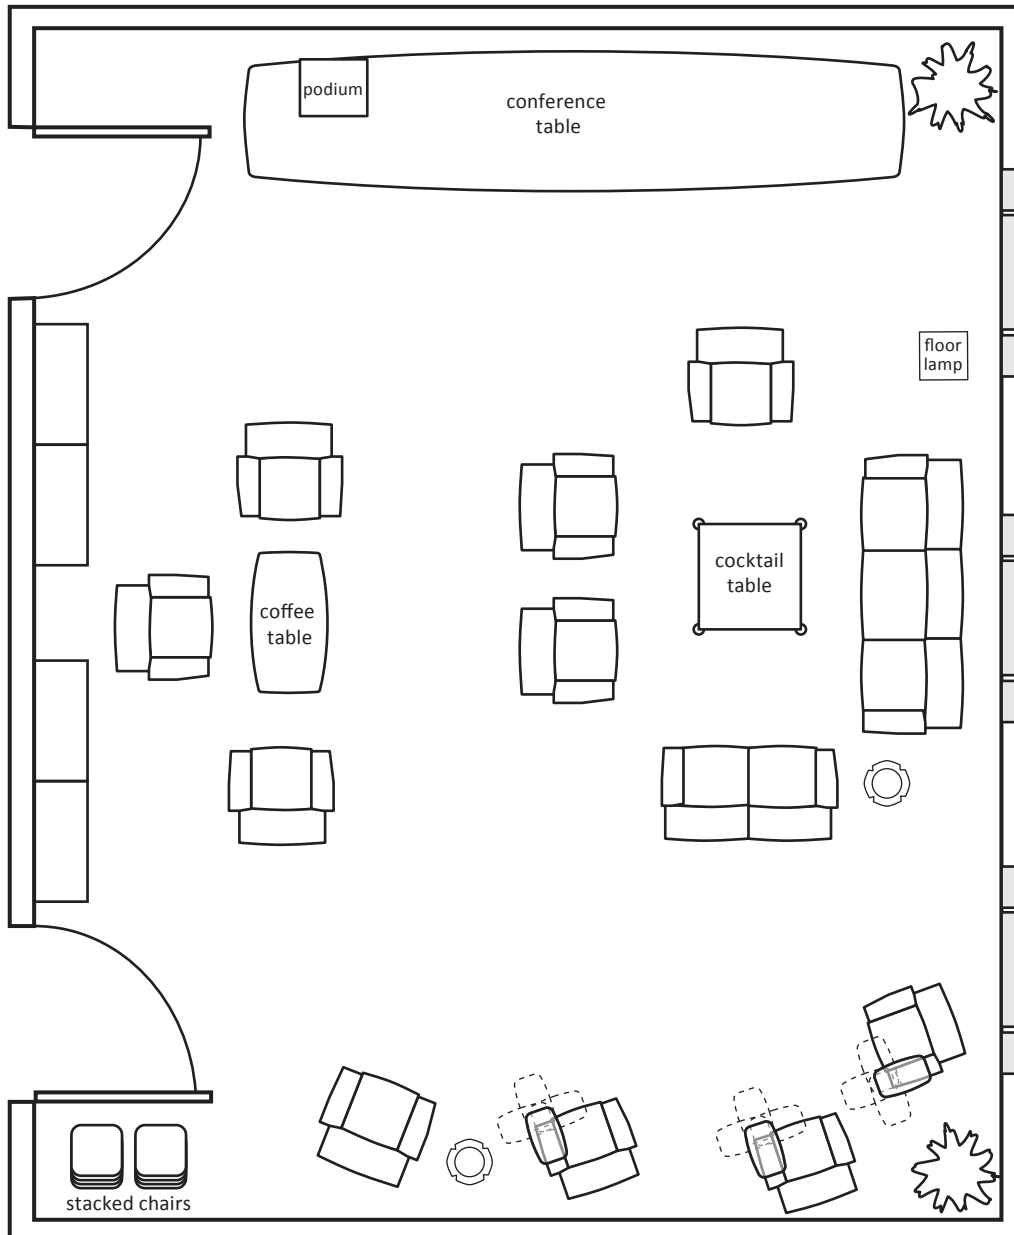 podium
conference
table
floor
lamp
cocktail
table
coffee
table
stacked chairs